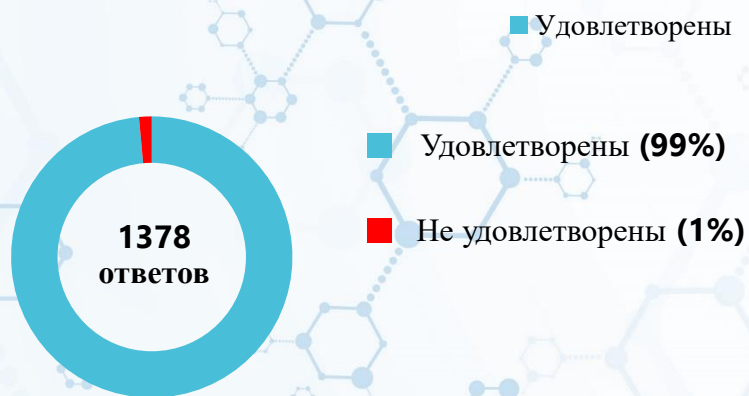 Удовлетворены
Удовлетворены (99%)
Не удовлетворены (1%)
1378
ответов